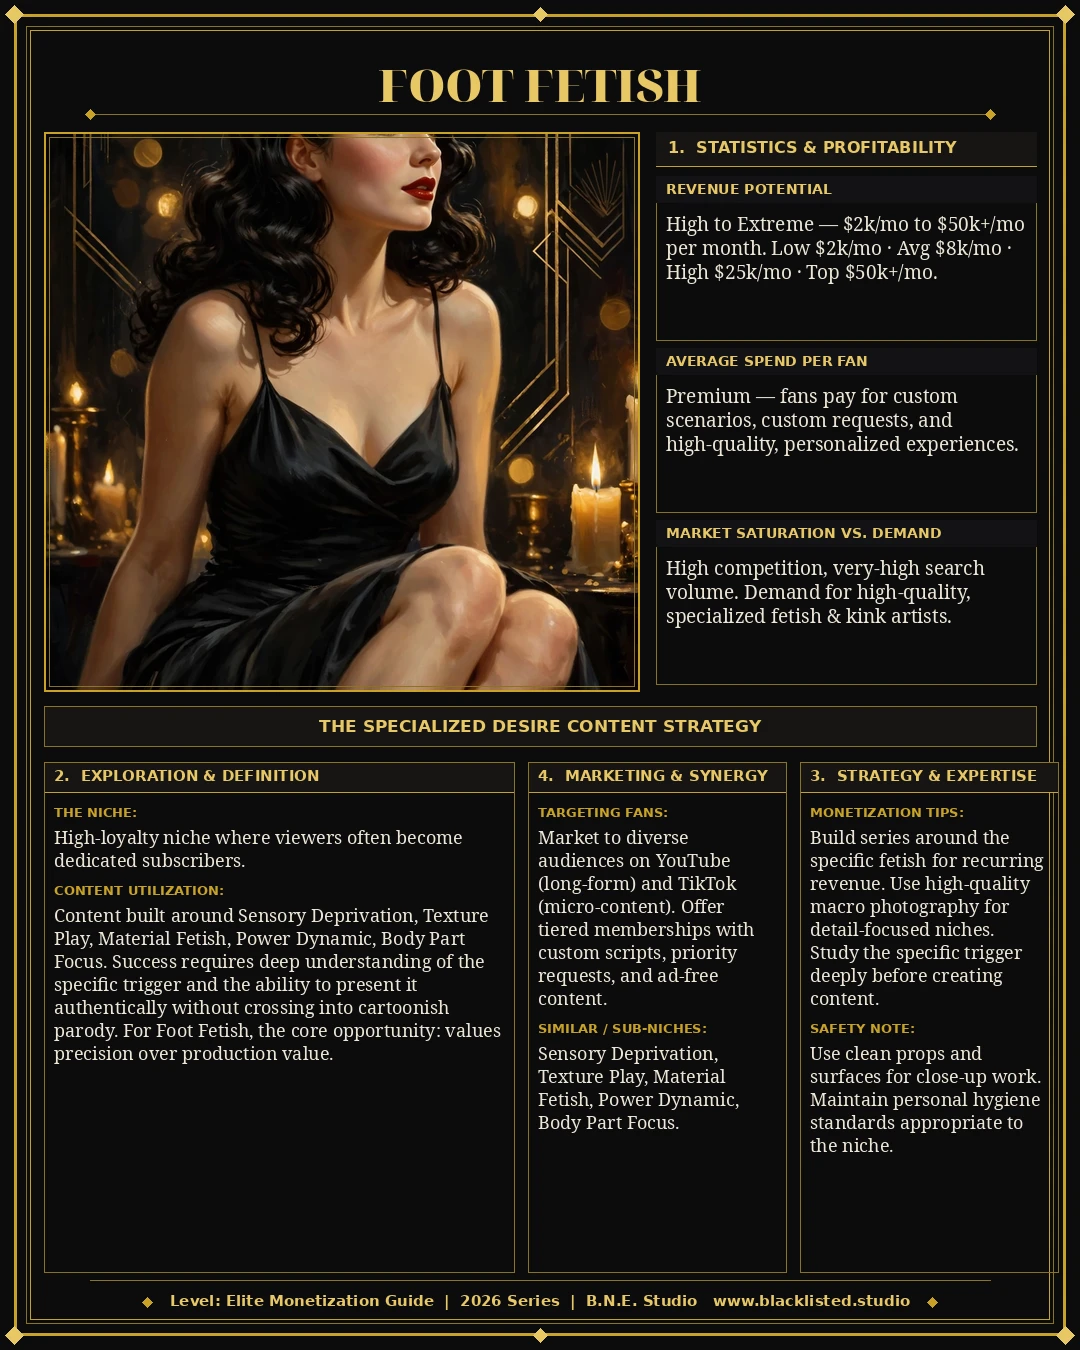 FOOT FETISH
1. STATISTICS & PROFITABILITY
REVENUE POTENTIAL
High to Extreme — $2k/mo to $50k+/mo
per month. Low $2k/mo · Avg $8k/mo ·
High $25k/mo · Top $50k+/mo.
AVERAGE SPEND PER FAN
Premium — fans pay for custom
scenarios, custom requests, and
high-quality, personalized experiences.
MARKET SATURATION VS. DEMAND
High competition, very-high search
volume. Demand for high-quality,
specialized fetish & kink artists.
THE SPECIALIZED DESIRE CONTENT STRATEGY
2. EXPLORATION & DEFINITION
THE NICHE:
High-loyalty niche where viewers often become
dedicated subscribers.
CONTENT UTILIZATION:
Content built around Sensory Deprivation, Texture
Play, Material Fetish, Power Dynamic, Body Part
Focus. Success requires deep understanding of the
specific trigger and the ability to present it
authentically without crossing into cartoonish
parody. For Foot Fetish, the core opportunity: values
precision over production value.
4. MARKETING & SYNERGY
TARGETING FANS:
Market to diverse
audiences on YouTube
(long-form) and TikTok
(micro-content). Offer
tiered memberships with
custom scripts, priority
requests, and ad-free
content.
SIMILAR / SUB-NICHES:
Sensory Deprivation,
Texture Play, Material
Fetish, Power Dynamic,
Body Part Focus.
3. STRATEGY & EXPERTISE
MONETIZATION TIPS:
Build series around the
specific fetish for recurring
revenue. Use high-quality
macro photography for
detail-focused niches.
Study the specific trigger
deeply before creating
content.
SAFETY NOTE:
Use clean props and
surfaces for close-up work.
Maintain personal hygiene
standards appropriate to
the niche.
Level: Elite Monetization Guide | 2026 Series | B.N.E. Studio www.blacklisted.studio